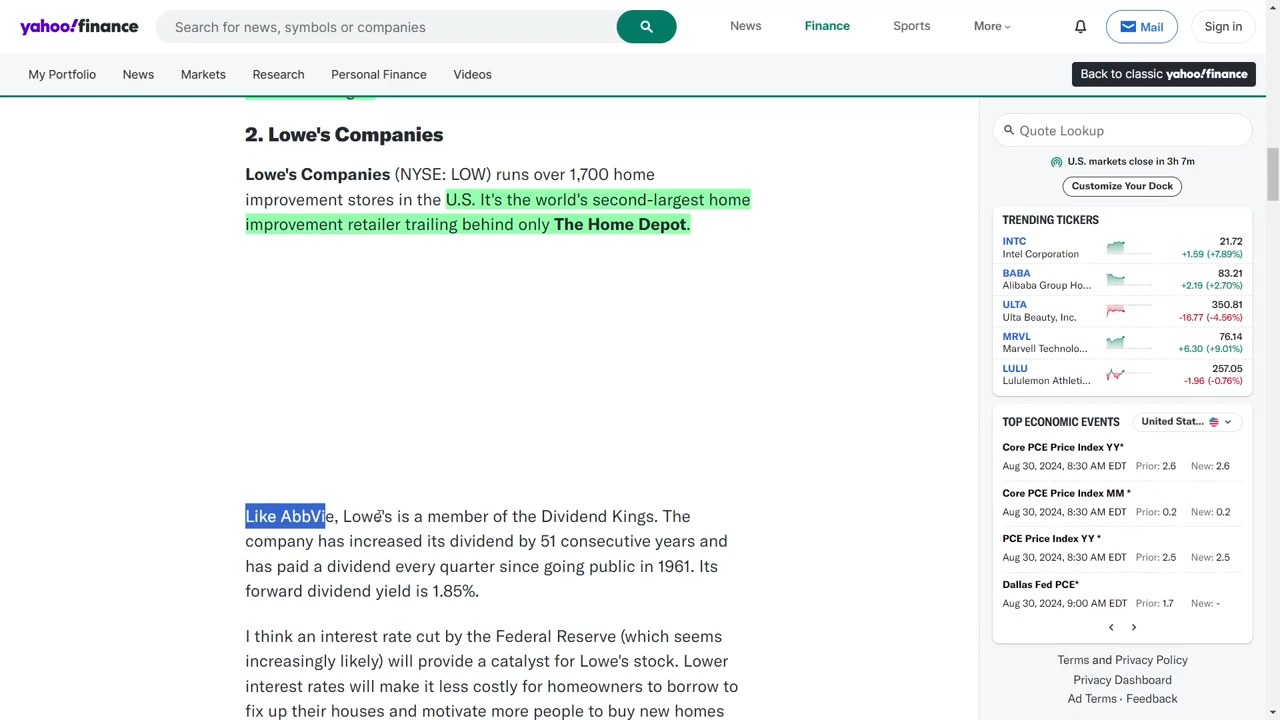 yahoo!finance
Search for news, symbols or companies
News
Finance
Sports
More
Mail
Sign in
My Portfolio
News
Markets
Research
Personal Finance
Videos
Back to classic yahoo!finance
2. Lowe's Companies
Lowe's Companies (NYSE: LOW) runs over 1,700 home
improvement stores in the U.S. It's the world's second-largest home
improvement retailer trailing behind only The Home Depot.
Like AbbVie, Lowe's is a member of the Dividend Kings. The
company has increased its dividend by 51 consecutive years and
has paid a dividend every quarter since going public in 1961. Its
forward dividend yield is 1.85%.
I think an interest rate cut by the Federal Reserve (which seems
increasingly likely) will provide a catalyst for Lowe's stock. Lower
interest rates will make it less costly for homeowners to borrow to
fix up their houses and motivate more people to buy new homes
Quote Lookup
U.S. markets close in 3h 7m
Customize Your Dock
TRENDING TICKERS
INTC 21.72
Intel Corporation +1.59 (+7.89%)
BABA 83.21
Alibaba Group Ho... +2.19 (+2.70%)
ULTA 350.81
Ulta Beauty, Inc. -16.77 (-4.56%)
MRVL 76.14
Marvell Technolo... +6.30 (+9.01%)
LULU 257.05
Lululemon Athleti... -1.96 (-0.76%)
TOP ECONOMIC EVENTS
United Stat...
Core PCE Price Index YY*
Aug 30, 2024, 8:30 AM EDT Prior: 2.6 New: 2.6
Core PCE Price Index MM *
Aug 30, 2024, 8:30 AM EDT Prior: 0.2 New: 0.2
PCE Price Index YY *
Aug 30, 2024, 8:30 AM EDT Prior: 2.5 New: 2.5
Dallas Fed PCE*
Aug 30, 2024, 9:00 AM EDT Prior: 1.7 New: -
Terms and Privacy Policy
Privacy Dashboard
Ad Terms · Feedback